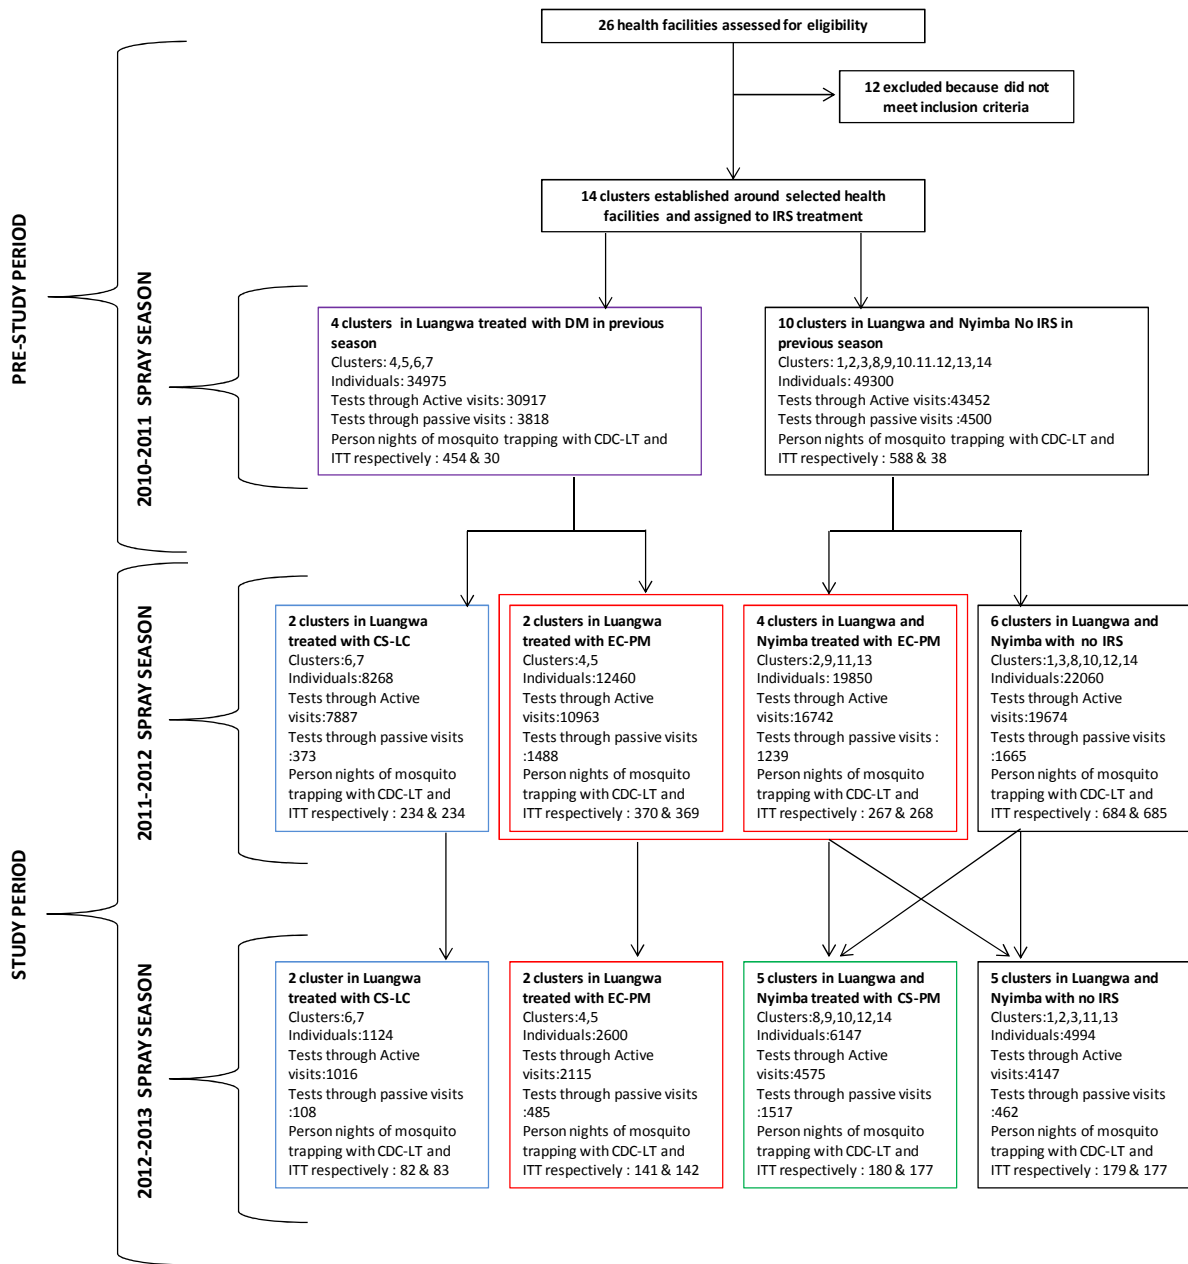 26 health facilities assessed for eligibility
12 excluded because did not
meet inclusion criteria
14 clusters established around selected health
facilities and assigned to IRS treatment
PRE-STUDY PERIOD
2010-2011 SPRAY SEASON
4 clusters in Luangwa treated with DM in previous
season
Clusters: 4,5,6,7
Individuals: 34975
Tests through Active visits: 30917
Tests through passive visits : 3818
Person nights of mosquito trapping with CDC-LT and
ITT respectively : 454 & 30
10 clusters in Luangwa and Nyimba No IRS in
previous season
Clusters: 1,2,3,8,9,10.11.12,13,14
Individuals: 49300
Tests through Active visits:43452
Tests through passive visits :4500
Person nights of mosquito trapping with CDC-LT and
ITT respectively : 588 & 38
STUDY PERIOD
2011-2012 SPRAY SEASON
2 clusters in Luangwa
treated with CS-LC
Clusters:6,7
Individuals:8268
Tests through Active
visits:7887
Tests through passive visits
:373
Person nights of mosquito
trapping with CDC-LT and
ITT respectively : 234 & 234
2 clusters in Luangwa
treated with EC-PM
Clusters:4,5
Individuals:12460
Tests through Active
visits:10963
Tests through passive visits
:1488
Person nights of mosquito
trapping with CDC-LT and
ITT respectively : 370 & 369
4 clusters in Luangwa and
Nyimba treated with EC-PM
Clusters:2,9,11,13
Individuals: 19850
Tests through Active
visits:16742
Tests through passive visits :
1239
Person nights of mosquito
trapping with CDC-LT and
ITT respectively : 267 & 268
6 clusters in Luangwa and
Nyimba with no IRS
Clusters:1,3,8,10,12,14
Individuals:22060
Tests through Active
visits:19674
Tests through passive visits
:1665
Person nights of mosquito
trapping with CDC-LT and
ITT respectively : 684 & 685
2012-2013 SPRAY SEASON
2 cluster in Luangwa
treated with CS-LC
Clusters:6,7
Individuals:1124
Tests through Active
visits:1016
Tests through passive visits
:108
Person nights of mosquito
trapping with CDC-LT and
ITT respectively : 82 & 83
2 clusters in Luangwa
treated with EC-PM
Clusters:4,5
Individuals:2600
Tests through Active
visits:2115
Tests through passive visits
:485
Person nights of mosquito
trapping with CDC-LT and
ITT respectively : 141 & 142
5 clusters in Luangwa and
Nyimba treated with CS-PM
Clusters:8,9,10,12,14
Individuals:6147
Tests through Active
visits:4575
Tests through passive visits
:1517
Person nights of mosquito
trapping with CDC-LT and
ITT respectively : 180 & 177
5 clusters in Luangwa and
Nyimba with no IRS
Clusters:1,2,3,11,13
Individuals:4994
Tests through Active
visits:4147
Tests through passive visits
:462
Person nights of mosquito
trapping with CDC-LT and
ITT respectively : 179 & 177